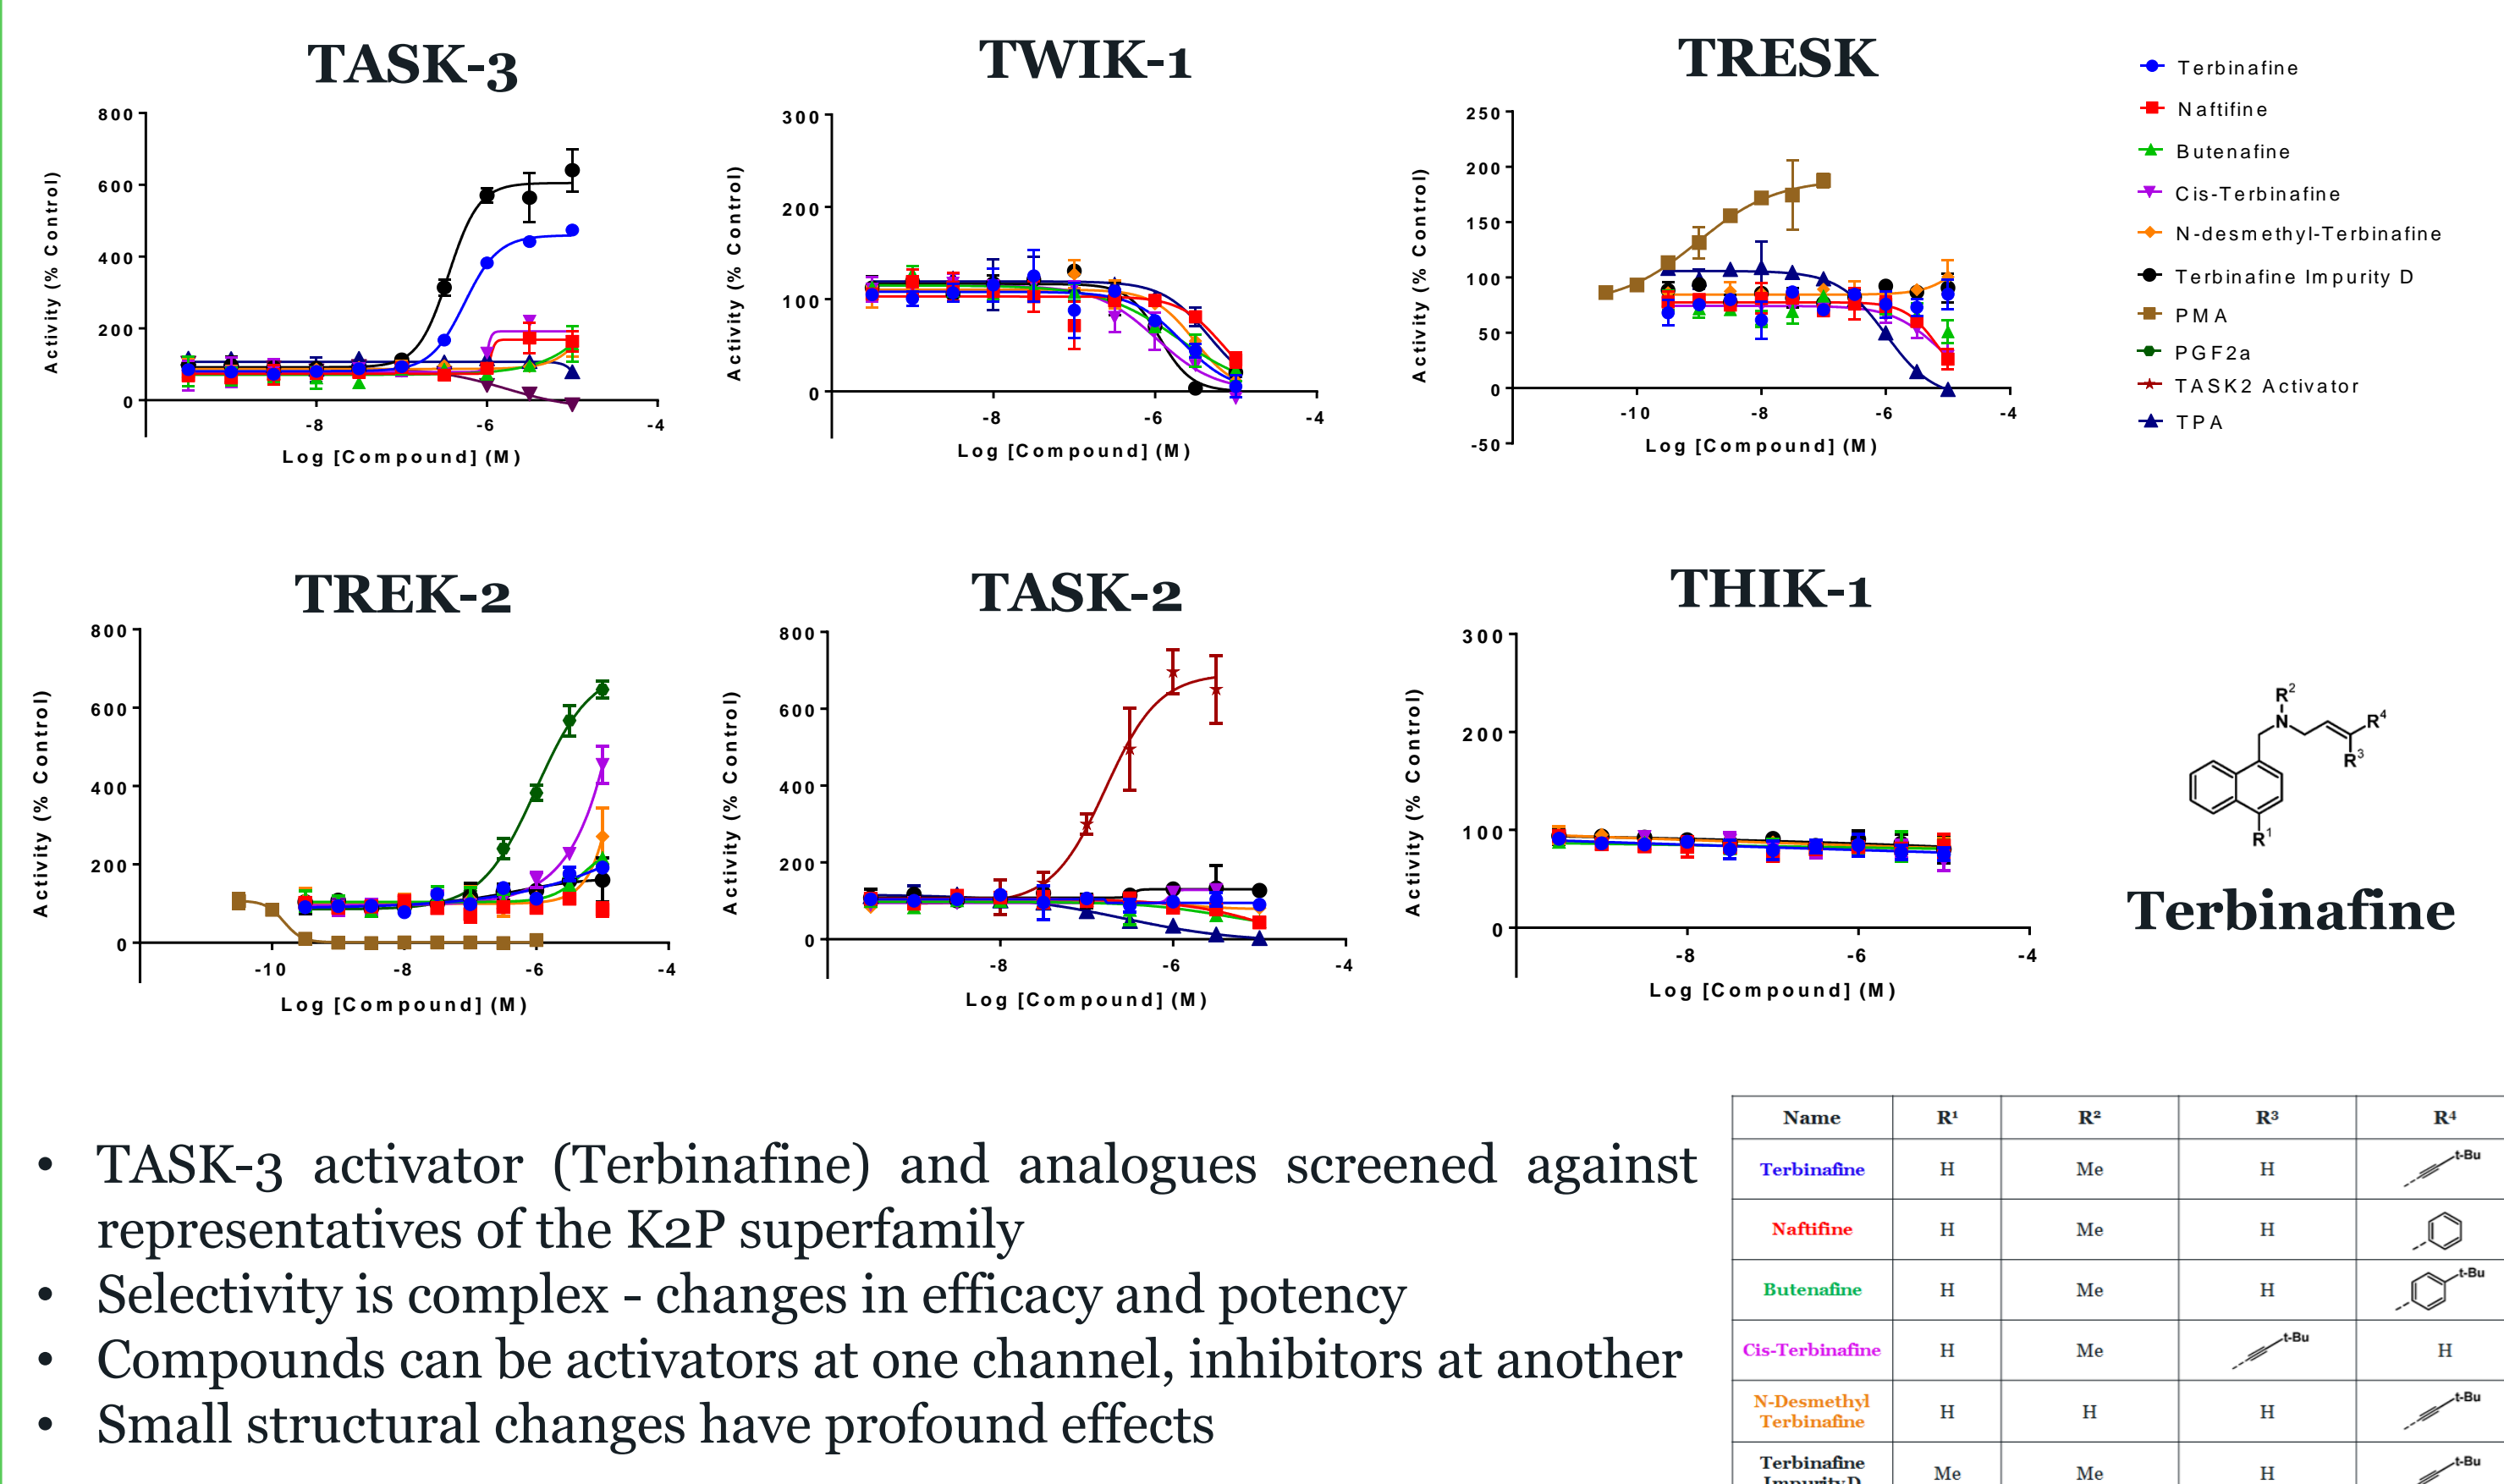 TASK-3
800
600
400
200
0
-8
-6
-4
Activity (% Control)
Log [Compound] (M)
TWIK-1
300
200
100
0
-8
-6
-4
Activity (% Control)
Log [Compound] (M)
TRESK
250
200
150
100
50
0
-50
-10
-8
-6
-4
Activity (% Control)
Log [Compound] (M)
Terbinafine
Naftifine
Butenafine
Cis-Terbinafine
N-desmethyl-Terbinafine
Terbinafine Impurity D
PMA
PGF2a
TASK2 Activator
TPA
TREK-2
800
600
400
200
0
-10
-8
-6
-4
Activity (% Control)
Log [Compound] (M)
TASK-2
800
600
400
200
0
-8
-6
-4
Activity (% Control)
Log [Compound] (M)
THIK-1
300
200
100
0
-8
-6
-4
Activity (% Control)
Log [Compound] (M)
R²
N
R⁴
R³
R¹
Terbinafine
• TASK-3 activator (Terbinafine) and analogues screened against
representatives of the K2P superfamily
• Selectivity is complex - changes in efficacy and potency
• Compounds can be activators at one channel, inhibitors at another
• Small structural changes have profound effects
Name R¹ R² R³ R⁴
Terbinafine H Me H t-Bu
Naftifine H Me H
Butenafine H Me H t-Bu
Cis-Terbinafine H Me t-Bu H
N-Desmethyl
Terbinafine H H H t-Bu
Terbinafine
Impurity D Me Me H t-Bu